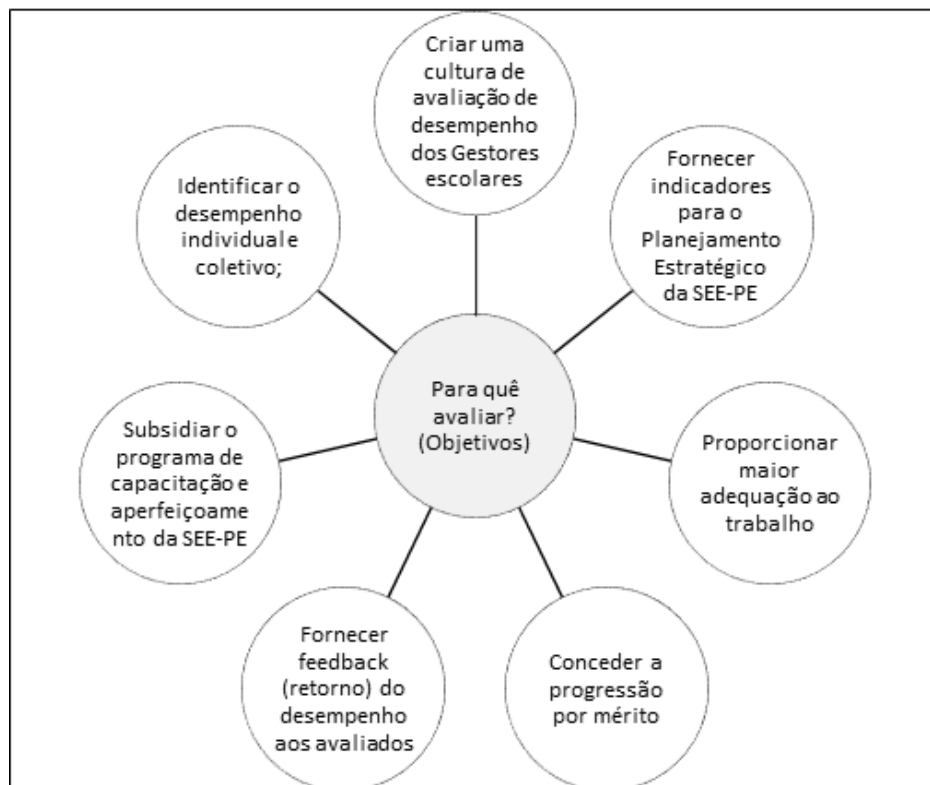 Criar uma
cultura de
avaliação de
desempenho
dos Gestores
escolares
Fornecer
indicadores
para o
Planejamento
Estratégico
da SEE-PE
Proporcionar
maior
adequação ao
trabalho
Conceder a
progressão
por mérito
Fornecer
feedback
(retorno) do
desempenho
aos avaliados
Subsidiar o
programa de
capacitação e
aperfeiçoame
nto da SEE-PE
Identificar o
desempenho
individual e
coletivo;
Para quê
avaliar?
(Objetivos)